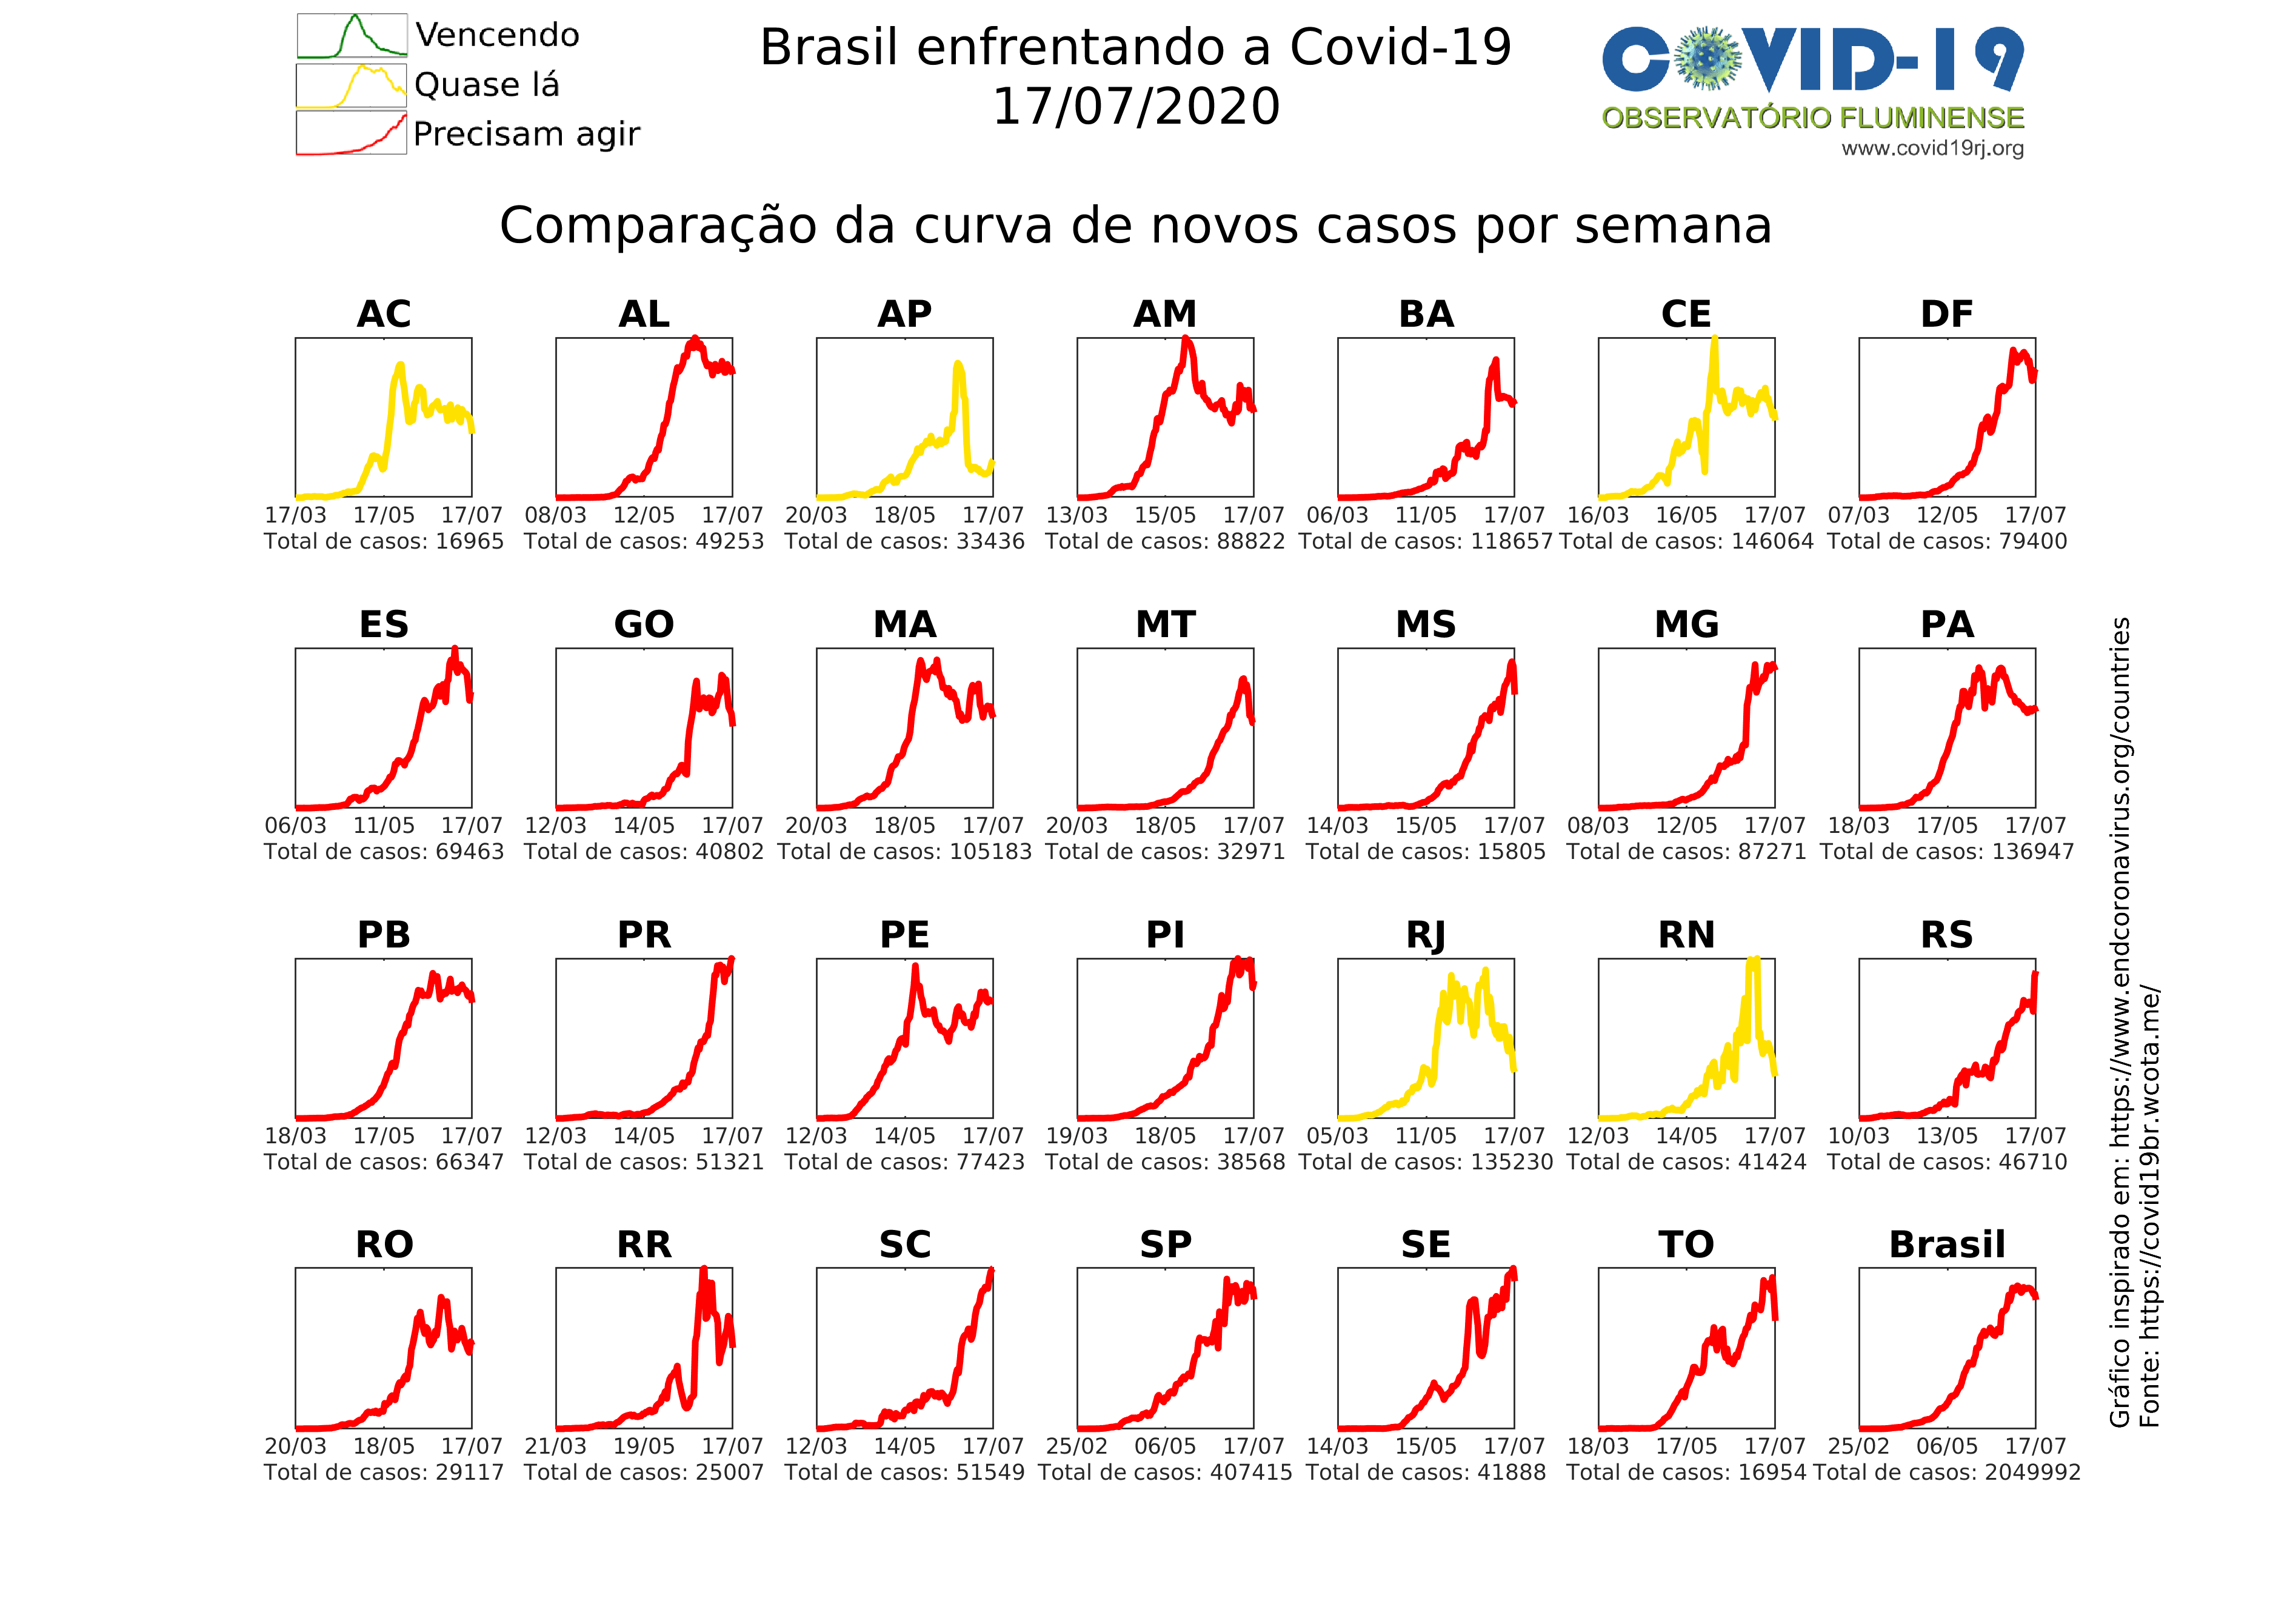 Vencendo
Quase lá
Precisam agir
Brasil enfrentando a Covid-19
17/07/2020
COVID-19
OBSERVATÓRIO FLUMINENSE
www.covid19rj.org
Comparação da curva de novos casos por semana
AC AL AP AM BA CE DF
17/03 17/05 17/07 08/03 12/05 17/07 20/03 18/05 17/07 13/03 15/05 17/07 06/03 11/05 17/07 16/03 16/05 17/07 07/03 12/05 17/07
Total de casos: 16965 Total de casos: 49253 Total de casos: 33436 Total de casos: 88822 Total de casos: 118657 Total de casos: 146064 Total de casos: 79400
ES GO MA MT MS MG PA
06/03 11/05 17/07 12/03 14/05 17/07 20/03 18/05 17/07 20/03 18/05 17/07 14/03 15/05 17/07 08/03 12/05 17/07 18/03 17/05 17/07
Total de casos: 69463 Total de casos: 40802 Total de casos: 105183 Total de casos: 32971 Total de casos: 15805 Total de casos: 87271 Total de casos: 136947
PB PR PE PI RJ RN RS
18/03 17/05 17/07 12/03 14/05 17/07 12/03 14/05 17/07 19/03 18/05 17/07 05/03 11/05 17/07 12/03 14/05 17/07 10/03 13/05 17/07
Total de casos: 66347 Total de casos: 51321 Total de casos: 77423 Total de casos: 38568 Total de casos: 135230 Total de casos: 41424 Total de casos: 46710
RO RR SC SP SE TO Brasil
20/03 18/05 17/07 21/03 19/05 17/07 12/03 14/05 17/07 25/02 06/05 17/07 14/03 15/05 17/07 18/03 17/05 17/07 25/02 06/05 17/07
Total de casos: 29117 Total de casos: 25007 Total de casos: 51549 Total de casos: 407415 Total de casos: 41888 Total de casos: 16954 Total de casos: 2049992
Gráfico inspirado em: https://www.endcoronavirus.org/countries
Fonte: https://covid19br.wcota.me/